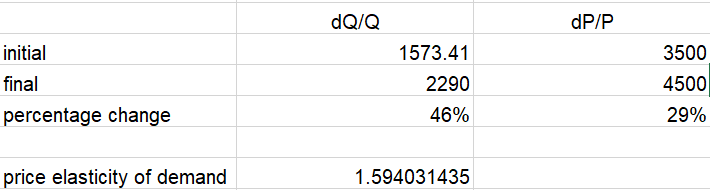 dQ/Q dP/P
initial 1573.41 3500
final 2290 4500
percentage change 46% 29%
price elasticity of demand 1.594031435